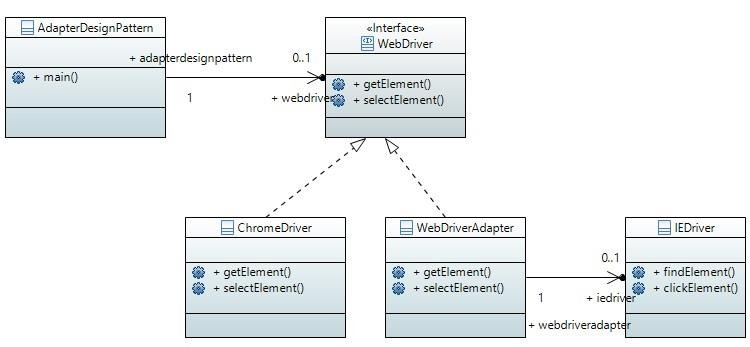 AdapterDesignPattern
+ main()
+ adapterdesignpattern
0..1
1
+ webdriver
«Interface»
WebDriver
+ getElement()
+ selectElement()
ChromeDriver
+ getElement()
+ selectElement()
WebDriverAdapter
+ getElement()
+ selectElement()
0..1
1
+ iedriver
+ webdriveradapter
IEDriver
+ findElement()
+ clickElement()